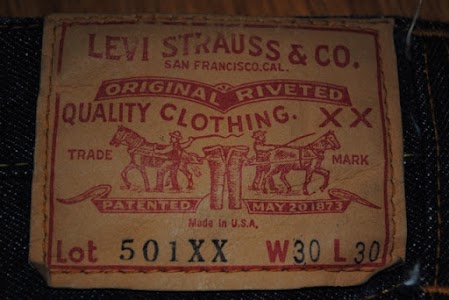 LEVI STRAUSS & CO.
SAN FRANCISCO, CAL.
ORIGINAL RIVETED
QUALITY CLOTHING. XX
TRADE MARK
PATENTED MAY 20 1873
Made in U.S.A.
Lot 501XX W30 L30